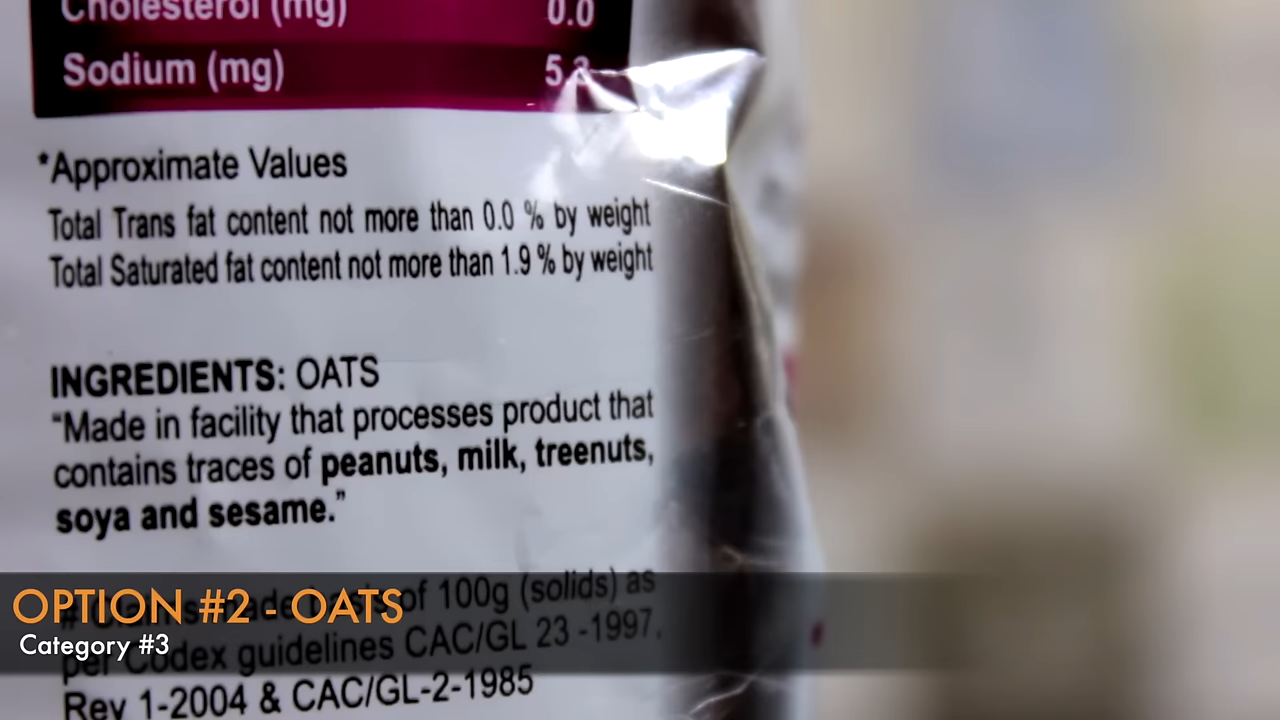 Cholesterol (mg) 0.0
Sodium (mg)
*Approximate Values
Total Trans fat content not more than 0.0 % by weight
Total Saturated fat content not more than 1.9 % by weight
INGREDIENTS: OATS
“Made in facility that processes product that
contains traces of peanuts, milk, treenuts,
soya and sesame.”
of 100g (solids) as
OPTION #2 - OATS
Category #3
per Codex guidelines CAC/GL 23 -1997,
Rev 1-2004 & CAC/GL-2-1985